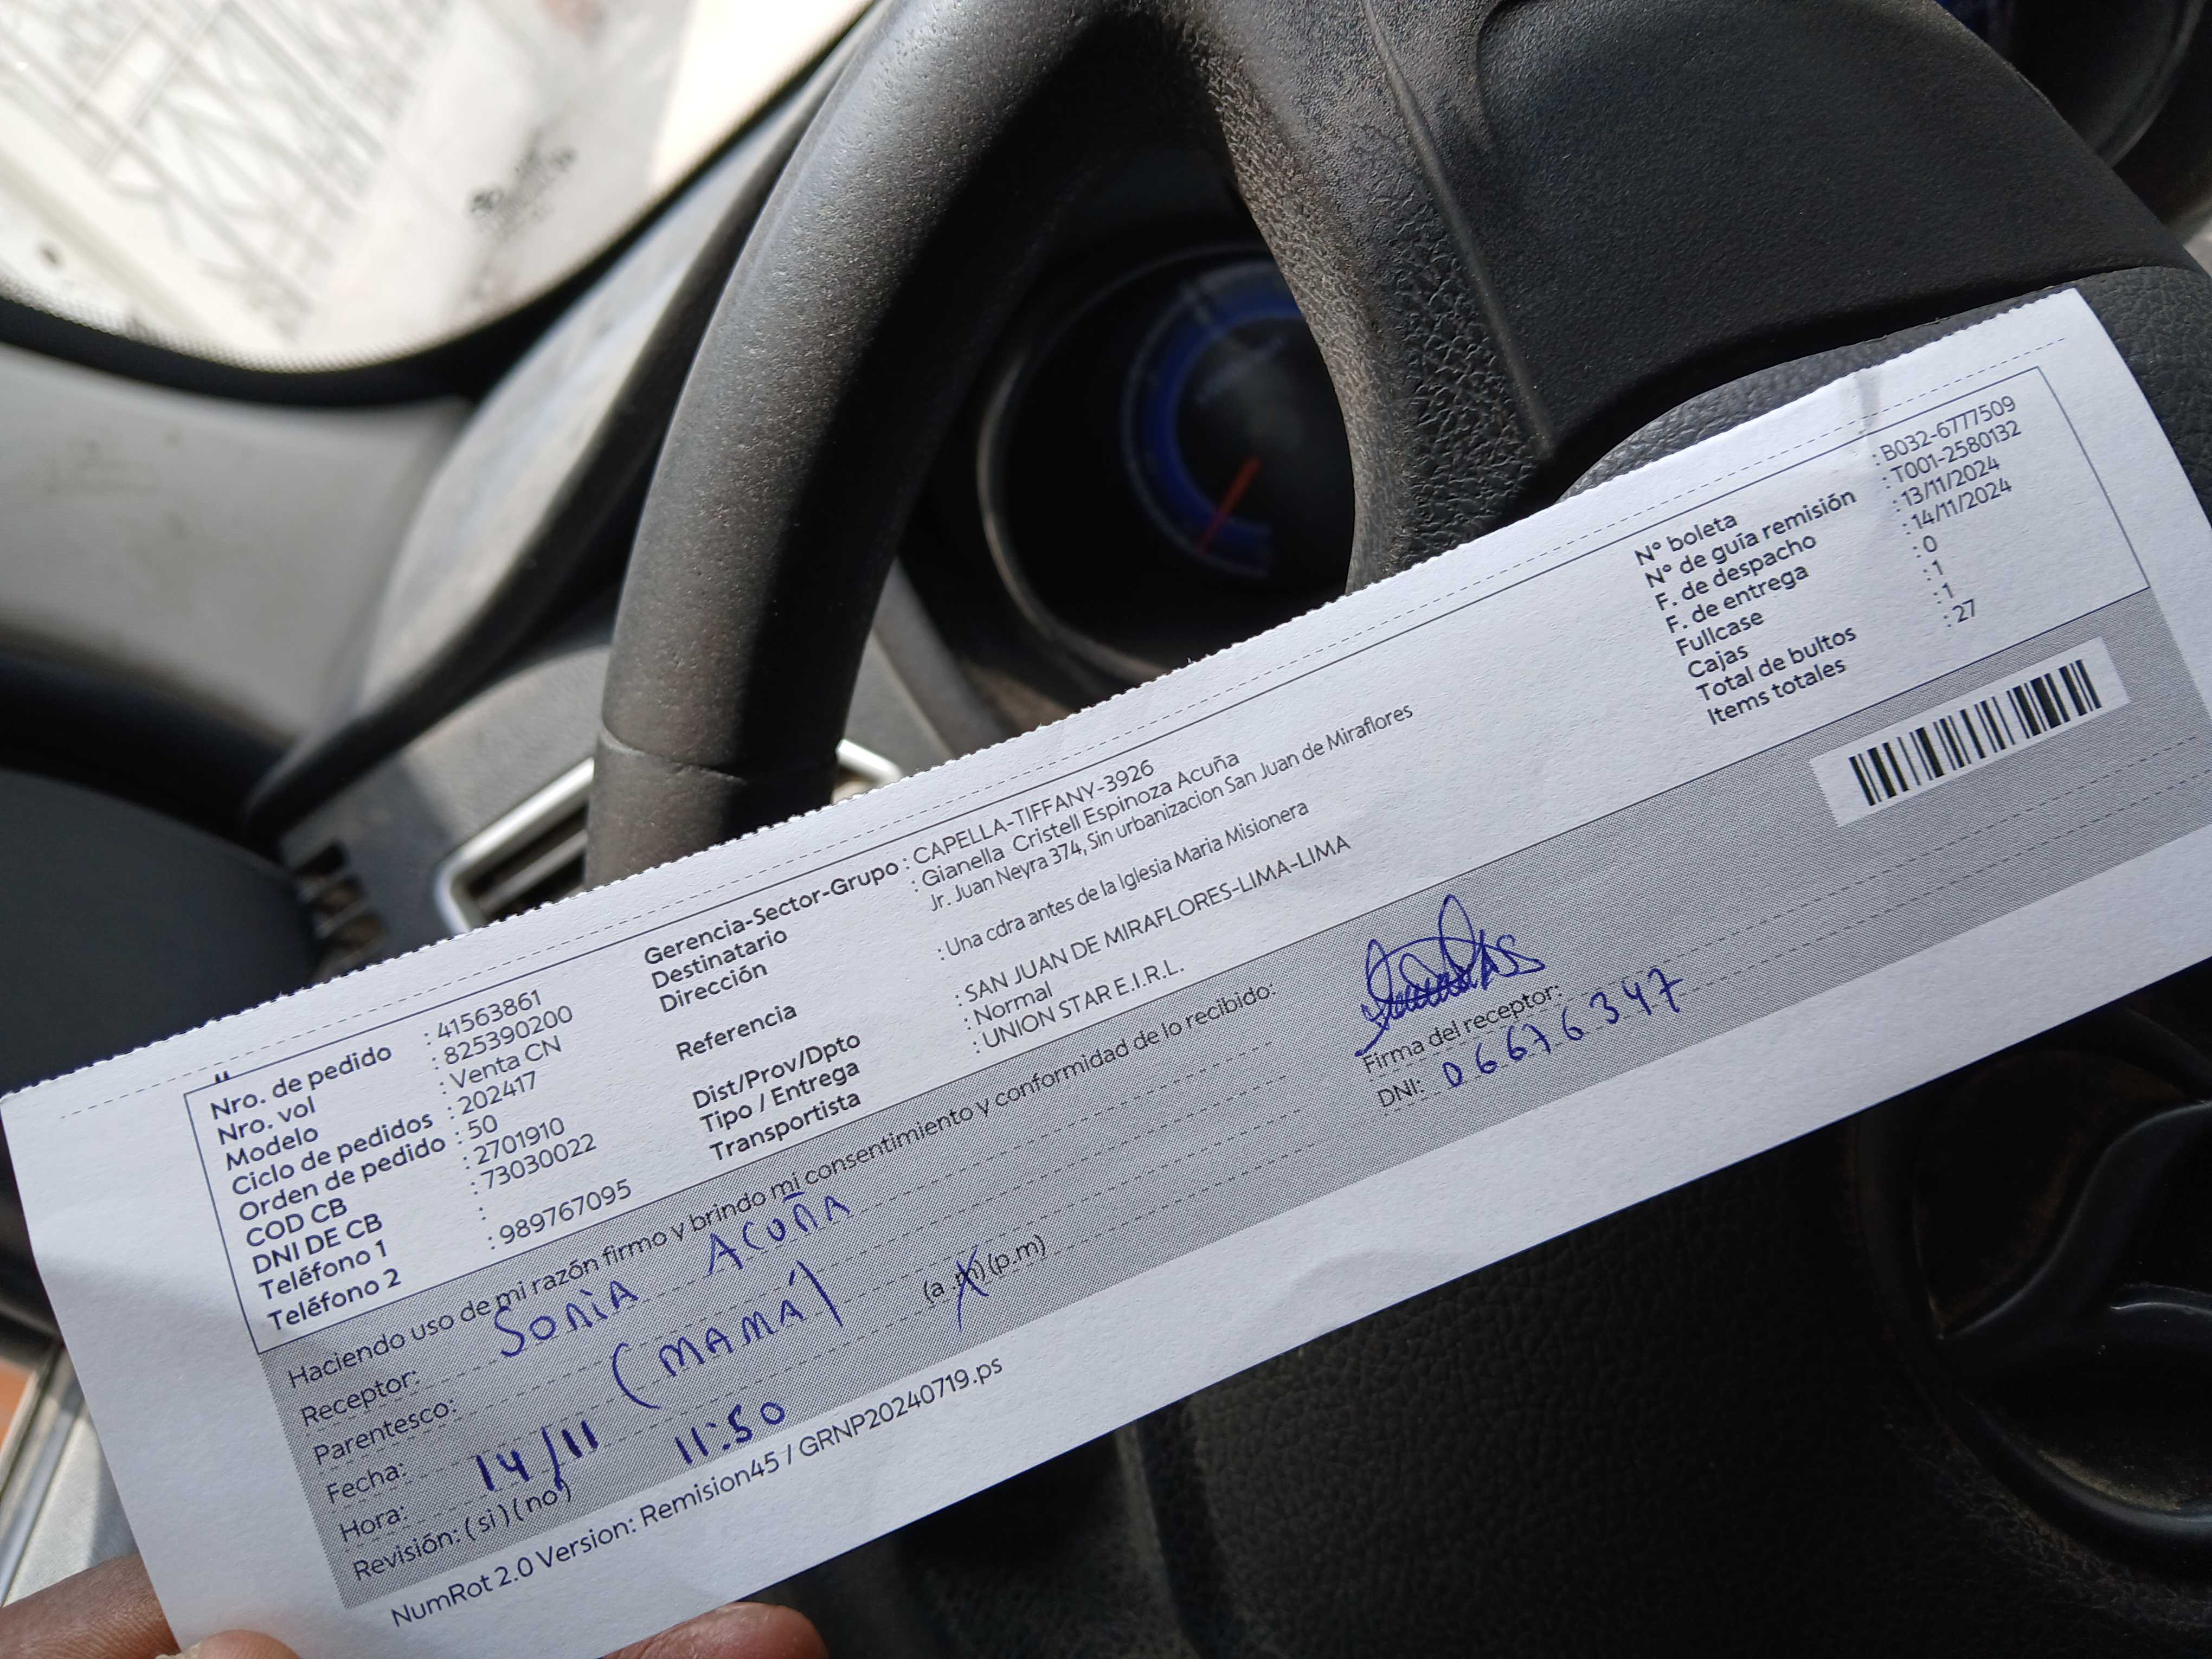 Nro. de pedido : 41563861
Nro. vol : 825390200
Modelo : Venta CN
Ciclo de pedidos : 202417
Orden de pedido : 50
COD CB : 2701910
DNI DE CB : 73030022
Teléfono 1 :
Teléfono 2 : 989767095
Gerencia-Sector-Grupo : CAPELLA-TIFFANY-3926
Destinatario : Gianella Cristell Espinoza Acuña
Dirección : Jr. Juan Neyra 374, Sin urbanizacion San Juan de Miraflores
Referencia : Una cdra antes de la Iglesia Maria Misionera
Dist/Prov/Dpto : SAN JUAN DE MIRAFLORES-LIMA-LIMA
Tipo / Entrega : Normal
Transportista : UNION STAR E.I.R.L.
N° boleta : B032-6777509
N° de guía remisión : T001-2580132
F. de despacho : 13/11/2024
F. de entrega : 14/11/2024
Fullcase : 0
Cajas : 1
Total de bultos : 1
Items totales : 27
Haciendo uso de mi razón firmo y brindo mi consentimiento y conformidad de lo recibido:
Receptor: SONIA ACUÑA
Parentesco: (MAMÁ)
Fecha: 14/11
Hora: 11:50 (a.m) (p.m)
Revisión: (si) (no)
Firma del receptor:
DNI: 06676347
NumRot 2.0 Version: Remision45 / GRNP20240719.ps